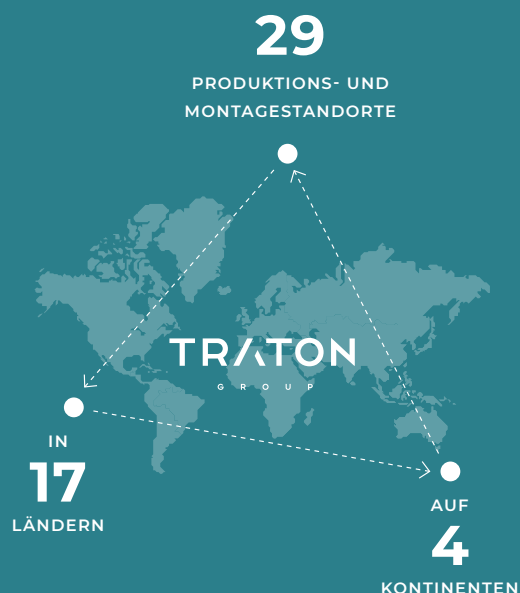 29
PRODUKTIONS- UND
MONTAGESTANDORTE
TRATON
GROUP
IN
17
LÄNDERN
AUF
4
KONTINENTEN